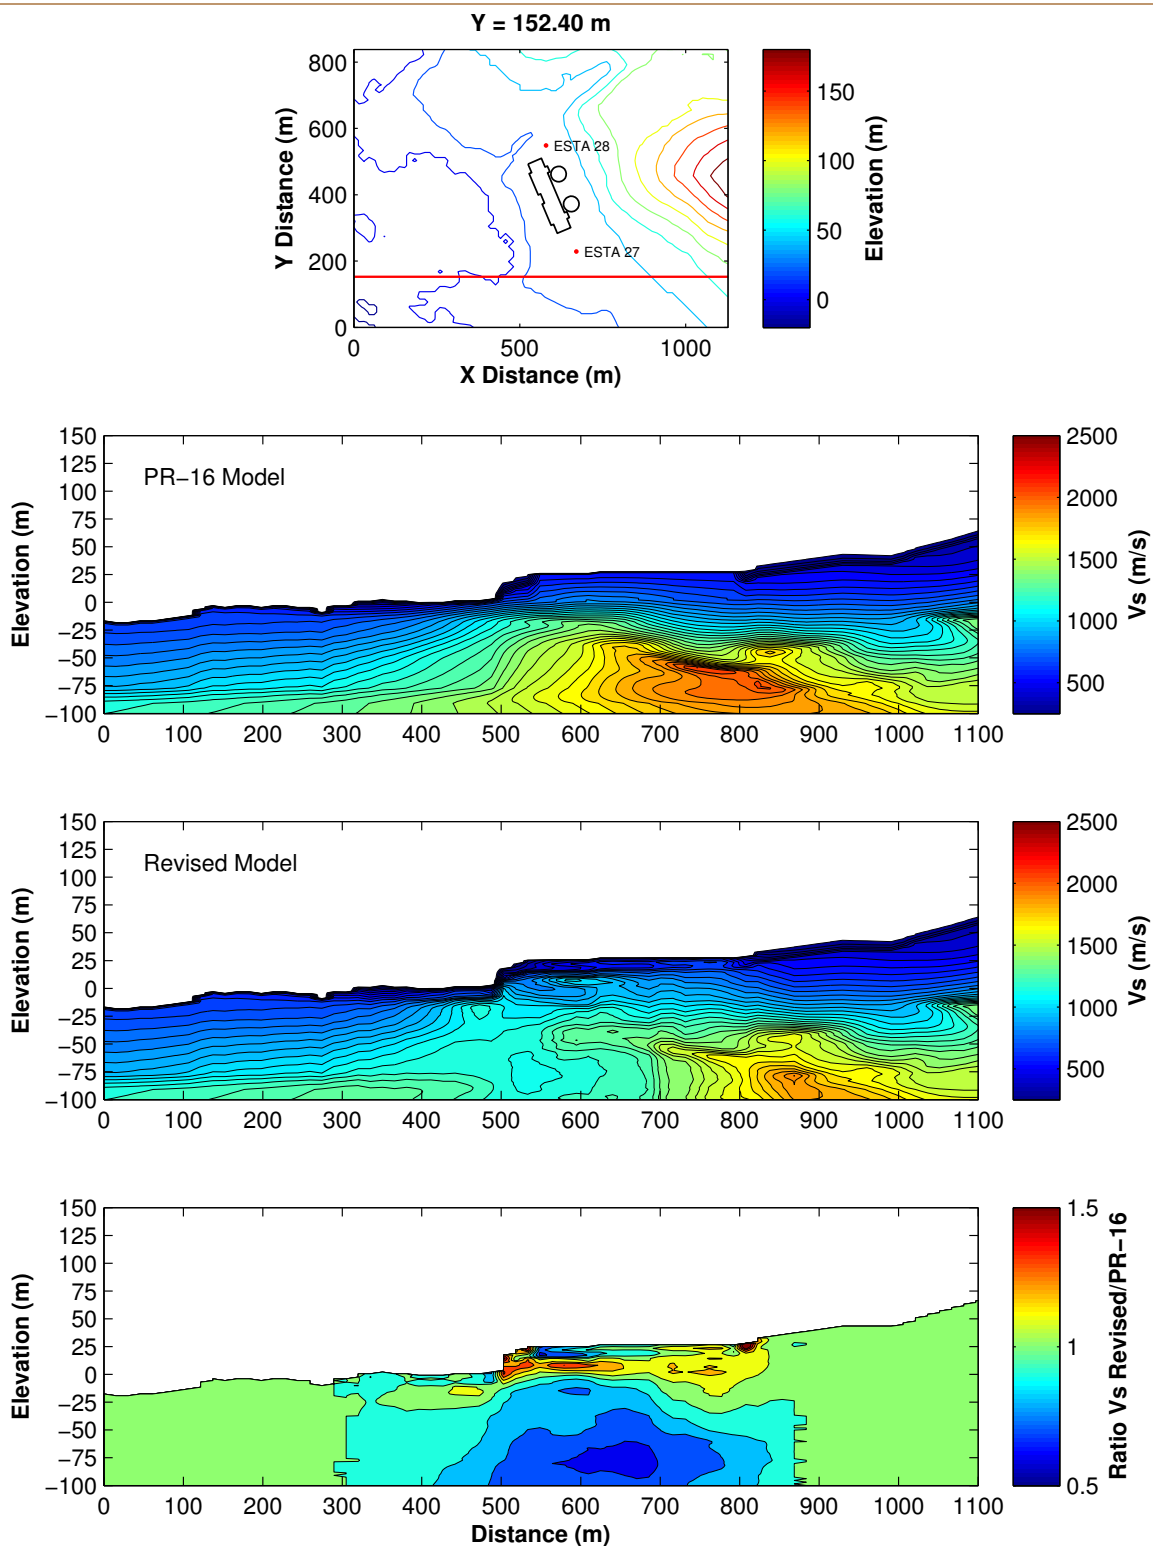 Y = 152.40 m
800
600
400
200
0
Y Distance (m)
ESTA 28
ESTA 27
0 500 1000
X Distance (m)
150
100
50
0
Elevation (m)
150
125
100
75
50
25
0
−25
−50
−75
−100
Elevation (m)
PR−16 Model
0 100 200 300 400 500 600 700 800 900 1000 1100
2500
2000
1500
1000
500
Vs (m/s)
150
125
100
75
50
25
0
−25
−50
−75
−100
Elevation (m)
Revised Model
0 100 200 300 400 500 600 700 800 900 1000 1100
2500
2000
1500
1000
500
Vs (m/s)
150
125
100
75
50
25
0
−25
−50
−75
−100
Elevation (m)
0 100 200 300 400 500 600 700 800 900 1000 1100
Distance (m)
1.5
1
0.5
Ratio Vs Revised/PR−16